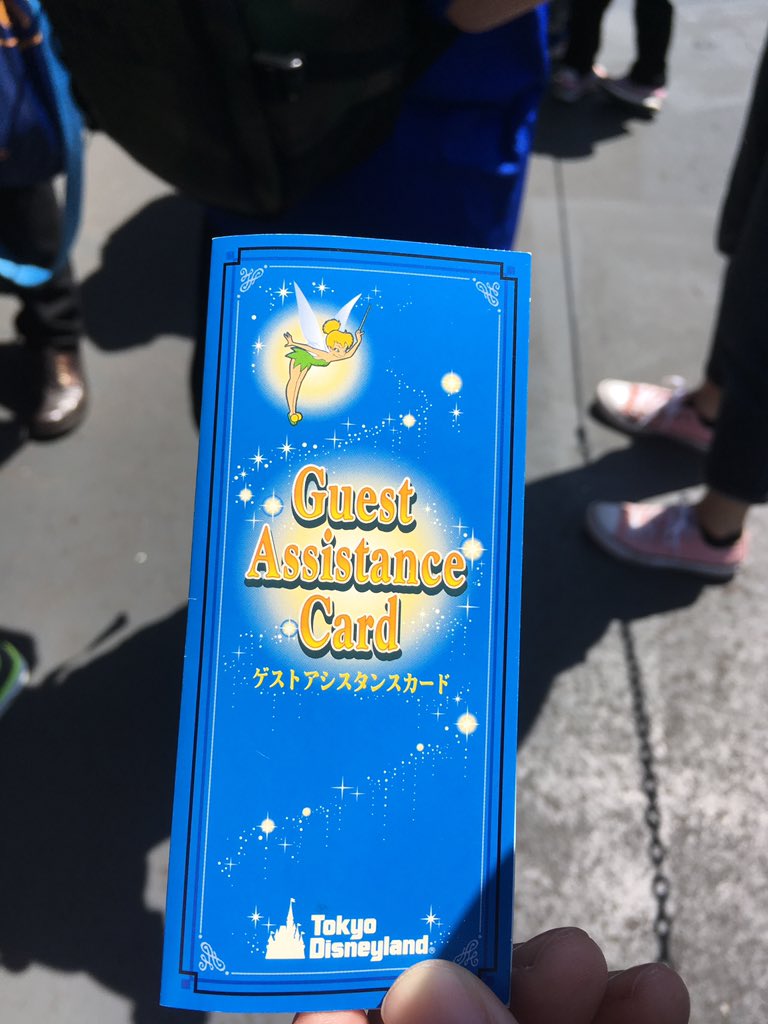 Guest
Assistance
Card
ゲストアシスタンスカード
Tokyo
Disneyland®